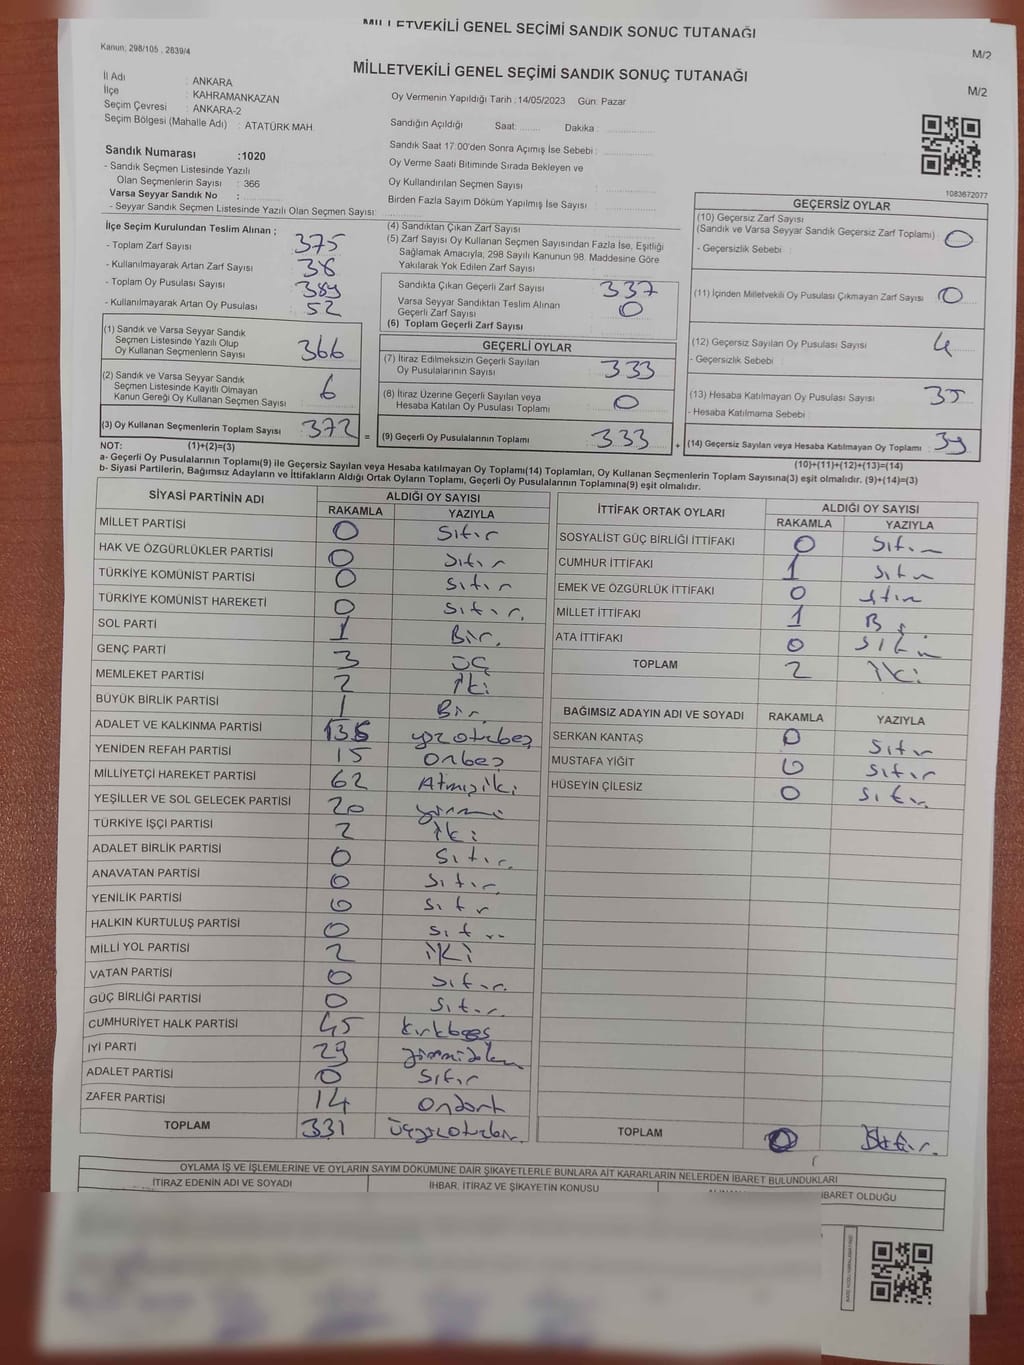 MİLLETVEKİLİ GENEL SEÇİMİ SANDIK SONUÇ TUTANAĞI
Kanun, 298/105 , 2839/4
M/2
MİLLETVEKİLİ GENEL SEÇİMİ SANDIK SONUÇ TUTANAĞI
M/2
İl Adı : ANKARA
İlçe : KAHRAMANKAZAN
Seçim Çevresi : ANKARA-2
Seçim Bölgesi (Mahalle Adı) : ATATÜRK MAH.
Sandık Numarası :1020
- Sandık Seçmen Listesinde Yazılı
Olan Seçmenlerin Sayısı : 366
Varsa Seyyar Sandık No :
- Seyyar Sandık Seçmen Listesinde Yazılı Olan Seçmen Sayısı:
Oy Vermenin Yapıldığı Tarih :14/05/2023 Gün: Pazar
Sandığın Açıldığı Saat: Dakika :
Sandık Saat 17.00'den Sonra Açımış İse Sebebi :
Oy Verme Saati Bitiminde Sırada Bekleyen ve
Oy Kullandırılan Seçmen Sayısı :
Birden Fazla Sayım Döküm Yapılmış İse Sayısı :
1083672077
İlçe Seçim Kurulundan Teslim Alınan ;
- Toplam Zarf Sayısı : 375
- Kullanılmayarak Artan Zarf Sayısı : 38
- Toplam Oy Pusulası Sayısı : 389
- Kullanılmayarak Artan Oy Pusulası : 52
(1) Sandık ve Varsa Seyyar Sandık
Seçmen Listesinde Yazılı Olup
Oy Kullanan Seçmenlerin Sayısı : 366
(2) Sandık ve Varsa Seyyar Sandık
Seçmen Listesinde Kayıtlı Olmayan
Kanun Gereği Oy Kullanan Seçmen Sayısı : 6
(3) Oy Kullanan Seçmenlerin Toplam Sayısı : 372
(4) Sandıktan Çıkan Zarf Sayısı :
(5) Zarf Sayısı Oy Kullanan Seçmen Sayısından Fazla İse, Eşitliği
Sağlamak Amacıyla; 298 Sayılı Kanunun 98. Maddesine Göre
Yakılarak Yok Edilen Zarf Sayısı :
Sandıkta Çıkan Geçerli Zarf Sayısı : 337
Varsa Seyyar Sandıktan Teslim Alınan
Geçerli Zarf Sayısı : 0
(6) Toplam Geçerli Zarf Sayısı
GEÇERLİ OYLAR
(7) İtiraz Edilmeksizin Geçerli Sayılan
Oy Pusulalarının Sayısı : 333
(8) İtiraz Üzerine Geçerli Sayılan veya
Hesaba Katılan Oy Pusulası Toplamı : 0
= (9) Geçerli Oy Pusulalarının Toplamı : 333
GEÇERSİZ OYLAR
(10) Geçersiz Zarf Sayısı
(Sandık ve Varsa Seyyar Sandık Geçersiz Zarf Toplamı) : 0
- Geçersizlik Sebebi :
(11) İçinden Milletvekili Oy Pusulası Çıkmayan Zarf Sayısı : 0
(12) Geçersiz Sayılan Oy Pusulası Sayısı : 4
- Geçersizlik Sebebi :
(13) Hesaba Katılmayan Oy Pusulası Sayısı : 35
- Hesaba Katılmama Sebebi :
+ (14) Geçersiz Sayılan veya Hesaba Katılmayan Oy Toplamı : 39
NOT: (1)+(2)=(3)
(10)+(11)+(12)+(13)=(14)
a- Geçerli Oy Pusulalarının Toplamı(9) ile Geçersiz Sayılan veya Hesaba katılmayan Oy Toplamı(14) Toplamları, Oy Kullanan Seçmenlerin Toplam Sayısına(3) eşit olmalıdır. (9)+(14)=(3)
b- Siyasi Partilerin, Bağımsız Adayların ve İttifakların Aldığı Ortak Oyların Toplamı, Geçerli Oy Pusulalarının Toplamına(9) eşit olmalıdır.
SİYASİ PARTİNİN ADI ALDIĞI OY SAYISI
RAKAMLA YAZIYLA
MİLLET PARTİSİ 0 Sıfır
HAK VE ÖZGÜRLÜKLER PARTİSİ 0 Sıfır
TÜRKİYE KOMÜNİST PARTİSİ 0 Sıfır
TÜRKİYE KOMÜNİST HAREKETİ 0 Sıfır.
SOL PARTİ 1 Bir.
GENÇ PARTİ 3 üç
MEMLEKET PARTİSİ 2 İki
BÜYÜK BİRLİK PARTİSİ 1 Bir.
ADALET VE KALKINMA PARTİSİ 135 yüzotuzbeş
YENİDEN REFAH PARTİSİ 15 Onbeş
MİLLİYETÇİ HAREKET PARTİSİ 62 Atmışiki
YEŞİLLER VE SOL GELECEK PARTİSİ 20 yirmi
TÜRKİYE İŞÇİ PARTİSİ 2 İki
ADALET BİRLİK PARTİSİ 0 Sıfır.
ANAVATAN PARTİSİ 0 Sıfır.
YENİLİK PARTİSİ 0 Sıfır
HALKIN KURTULUŞ PARTİSİ 0 Sıfır
MİLLİ YOL PARTİSİ 2 İKİ
VATAN PARTİSİ 0 Sıfır.
GÜÇ BİRLİĞİ PARTİSİ 0 Sıfır.
CUMHURİYET HALK PARTİSİ 45 kırkbeş
İYİ PARTİ 29 yirmidokuz
ADALET PARTİSİ 0 Sıfır
ZAFER PARTİSİ 14 Ondört
TOPLAM 331 üçyüzotuzbir.
İTTİFAK ORTAK OYLARI ALDIĞI OY SAYISI
RAKAMLA YAZIYLA
SOSYALİST GÜÇ BİRLİĞİ İTTİFAKI 0 Sıfır
CUMHUR İTTİFAKI 1 Sıfır
EMEK VE ÖZGÜRLÜK İTTİFAKI 0 Sıfır
MİLLET İTTİFAKI 1
ATA İTTİFAKI 0 Sıfır
TOPLAM 2 İki
BAĞIMSIZ ADAYIN ADI VE SOYADI RAKAMLA YAZIYLA
SERKAN KANTAŞ 0 Sıfır
MUSTAFA YİĞİT 0 Sıfır
HÜSEYİN ÇİLESİZ 0 Sıfır
TOPLAM 0
OYLAMA İŞ VE İŞLEMLERİNE VE OYLARIN SAYIM DÖKÜMÜNE DAİR ŞİKAYETLERLE BUNLARA AİT KARARLARIN NELERDEN İBARET BULUNDUKLARI
İTİRAZ EDENİN ADI VE SOYADI İHBAR, İTİRAZ VE ŞİKAYETİN KONUSU İBARET OLDUĞU